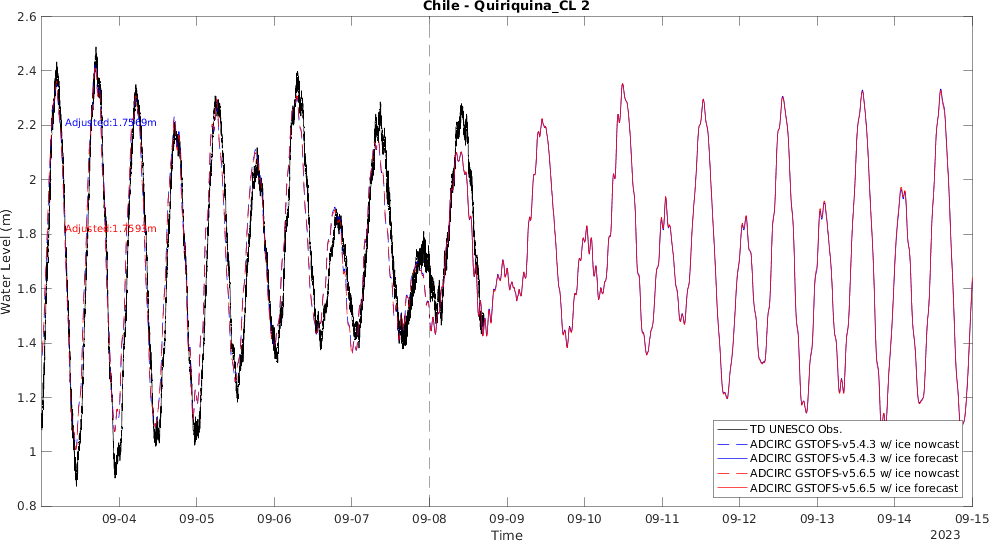 Chile - Quiriquina_CL 2
2.6
2.4
2.2
2
1.8
1.6
1.4
1.2
1
0.8
Water Level (m)
Adjusted:1.7569m
Adjusted:1.7593m
TD UNESCO Obs.
ADCIRC GSTOFS-v5.4.3 w/ ice nowcast
ADCIRC GSTOFS-v5.4.3 w/ ice forecast
ADCIRC GSTOFS-v5.6.5 w/ ice nowcast
ADCIRC GSTOFS-v5.6.5 w/ ice forecast
09-04 09-05 09-06 09-07 09-08 09-09 09-10 09-11 09-12 09-13 09-14 09-15
Time
2023